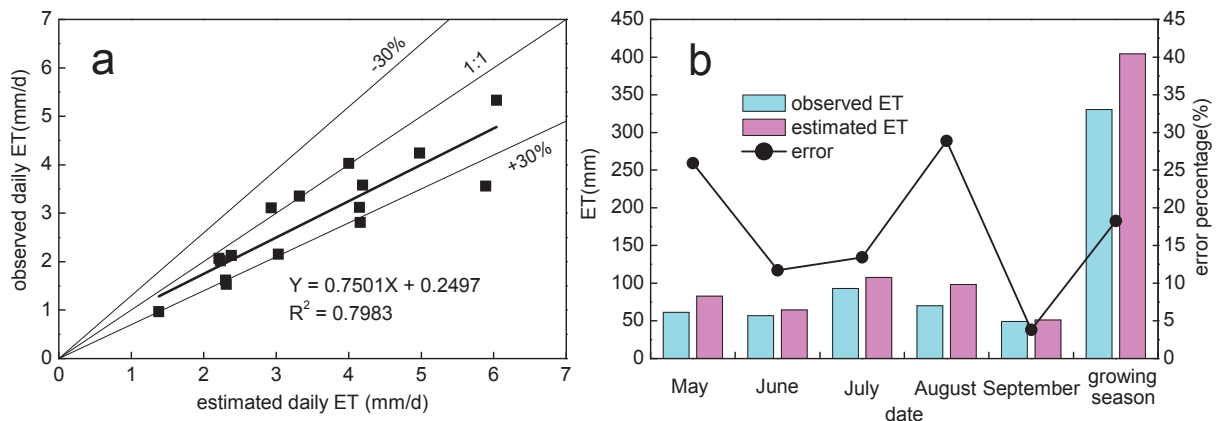 a
-30%
1:1
+30%
Y = 0.7501X + 0.2497
R² = 0.7983
7
6
5
4
3
2
1
0
0 1 2 3 4 5 6 7
observed daily ET(mm/d)
estimated daily ET (mm/d)
b
observed ET
estimated ET
error
450
400
350
300
250
200
150
100
50
0
ET(mm)
45
40
35
30
25
20
15
10
5
0
error percentage(%)
May June July August September growing
season
date